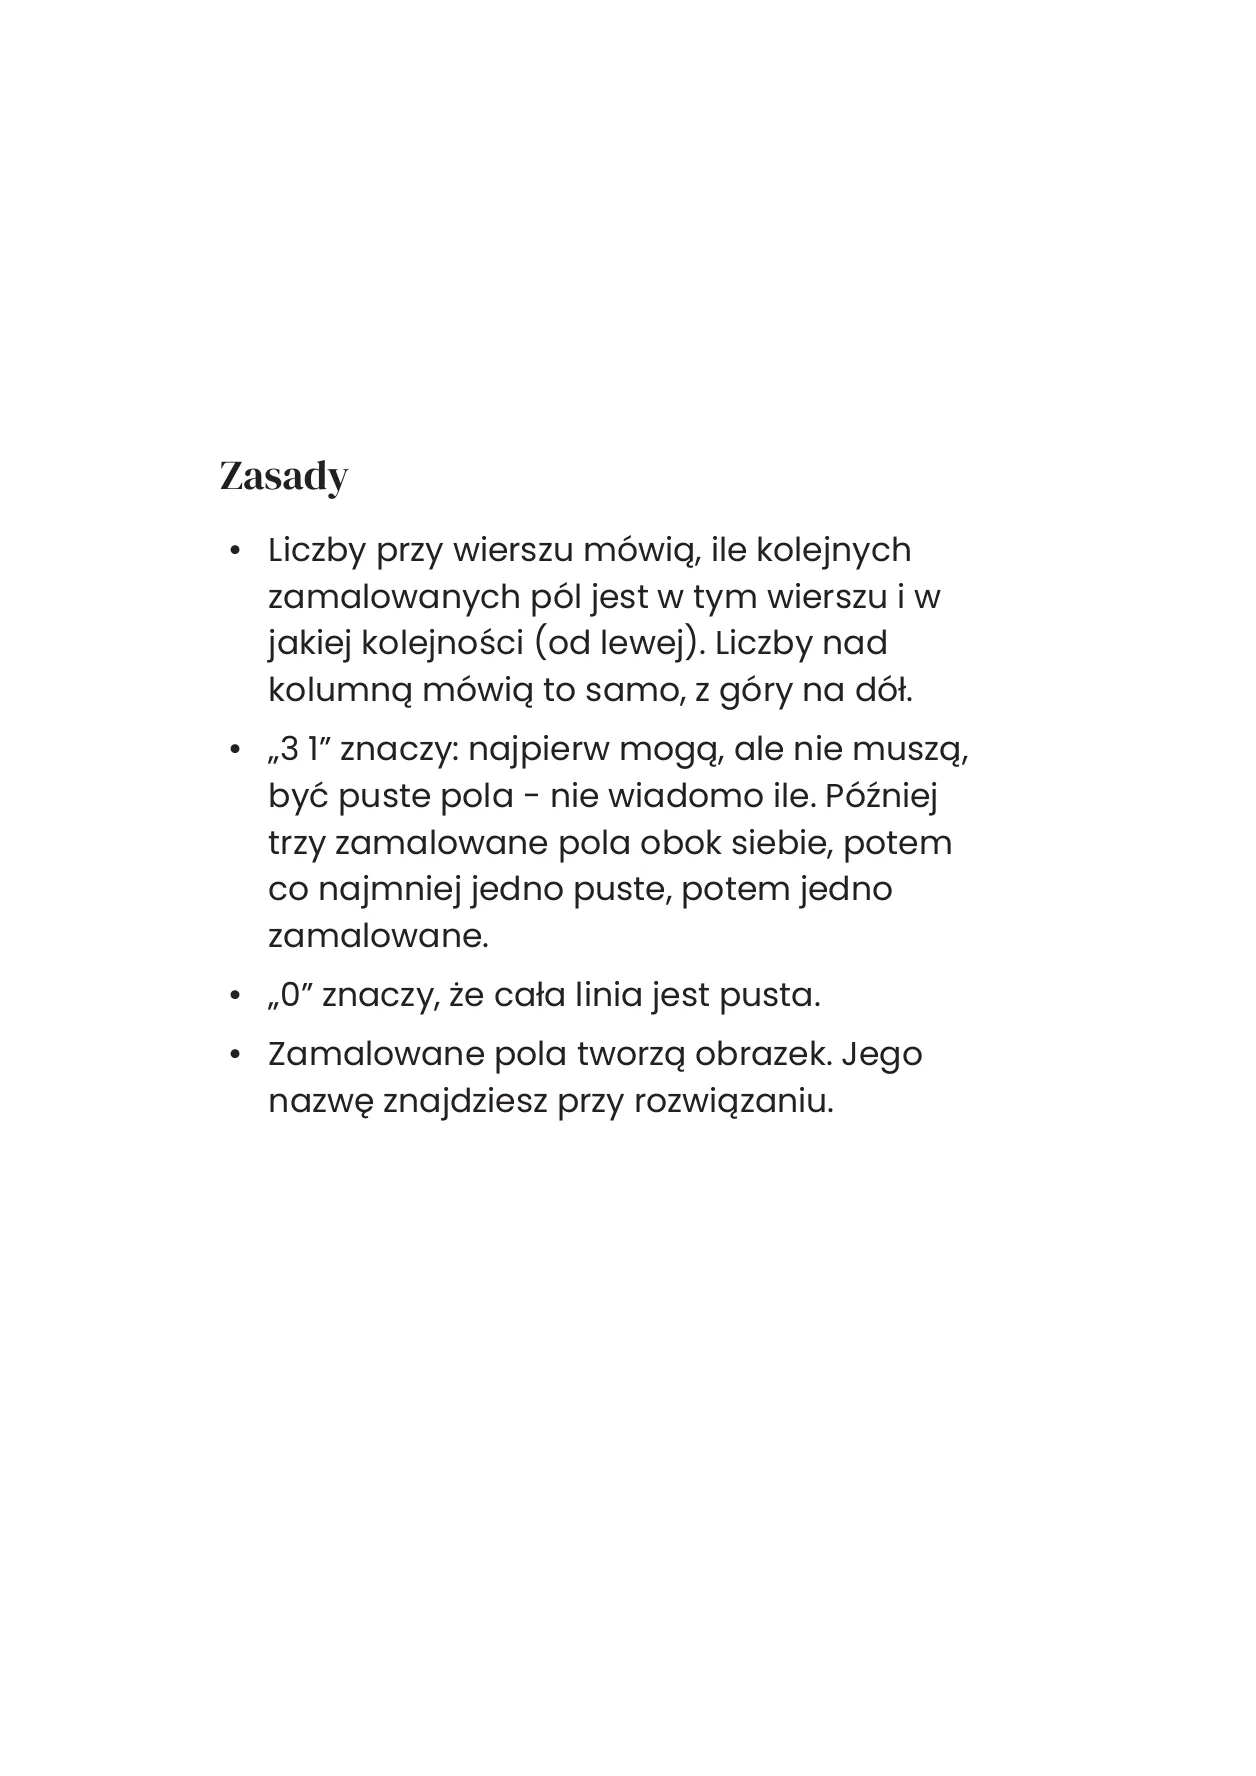 Zasady
• Liczby przy wierszu mówią, ile kolejnych
zamalowanych pól jest w tym wierszu i w
jakiej kolejności (od lewej). Liczby nad
kolumną mówią to samo, z góry na dół.
• „3 1” znaczy: najpierw mogą, ale nie muszą,
być puste pola - nie wiadomo ile. Później
trzy zamalowane pola obok siebie, potem
co najmniej jedno puste, potem jedno
zamalowane.
• „0” znaczy, że cała linia jest pusta.
• Zamalowane pola tworzą obrazek. Jego
nazwę znajdziesz przy rozwiązaniu.